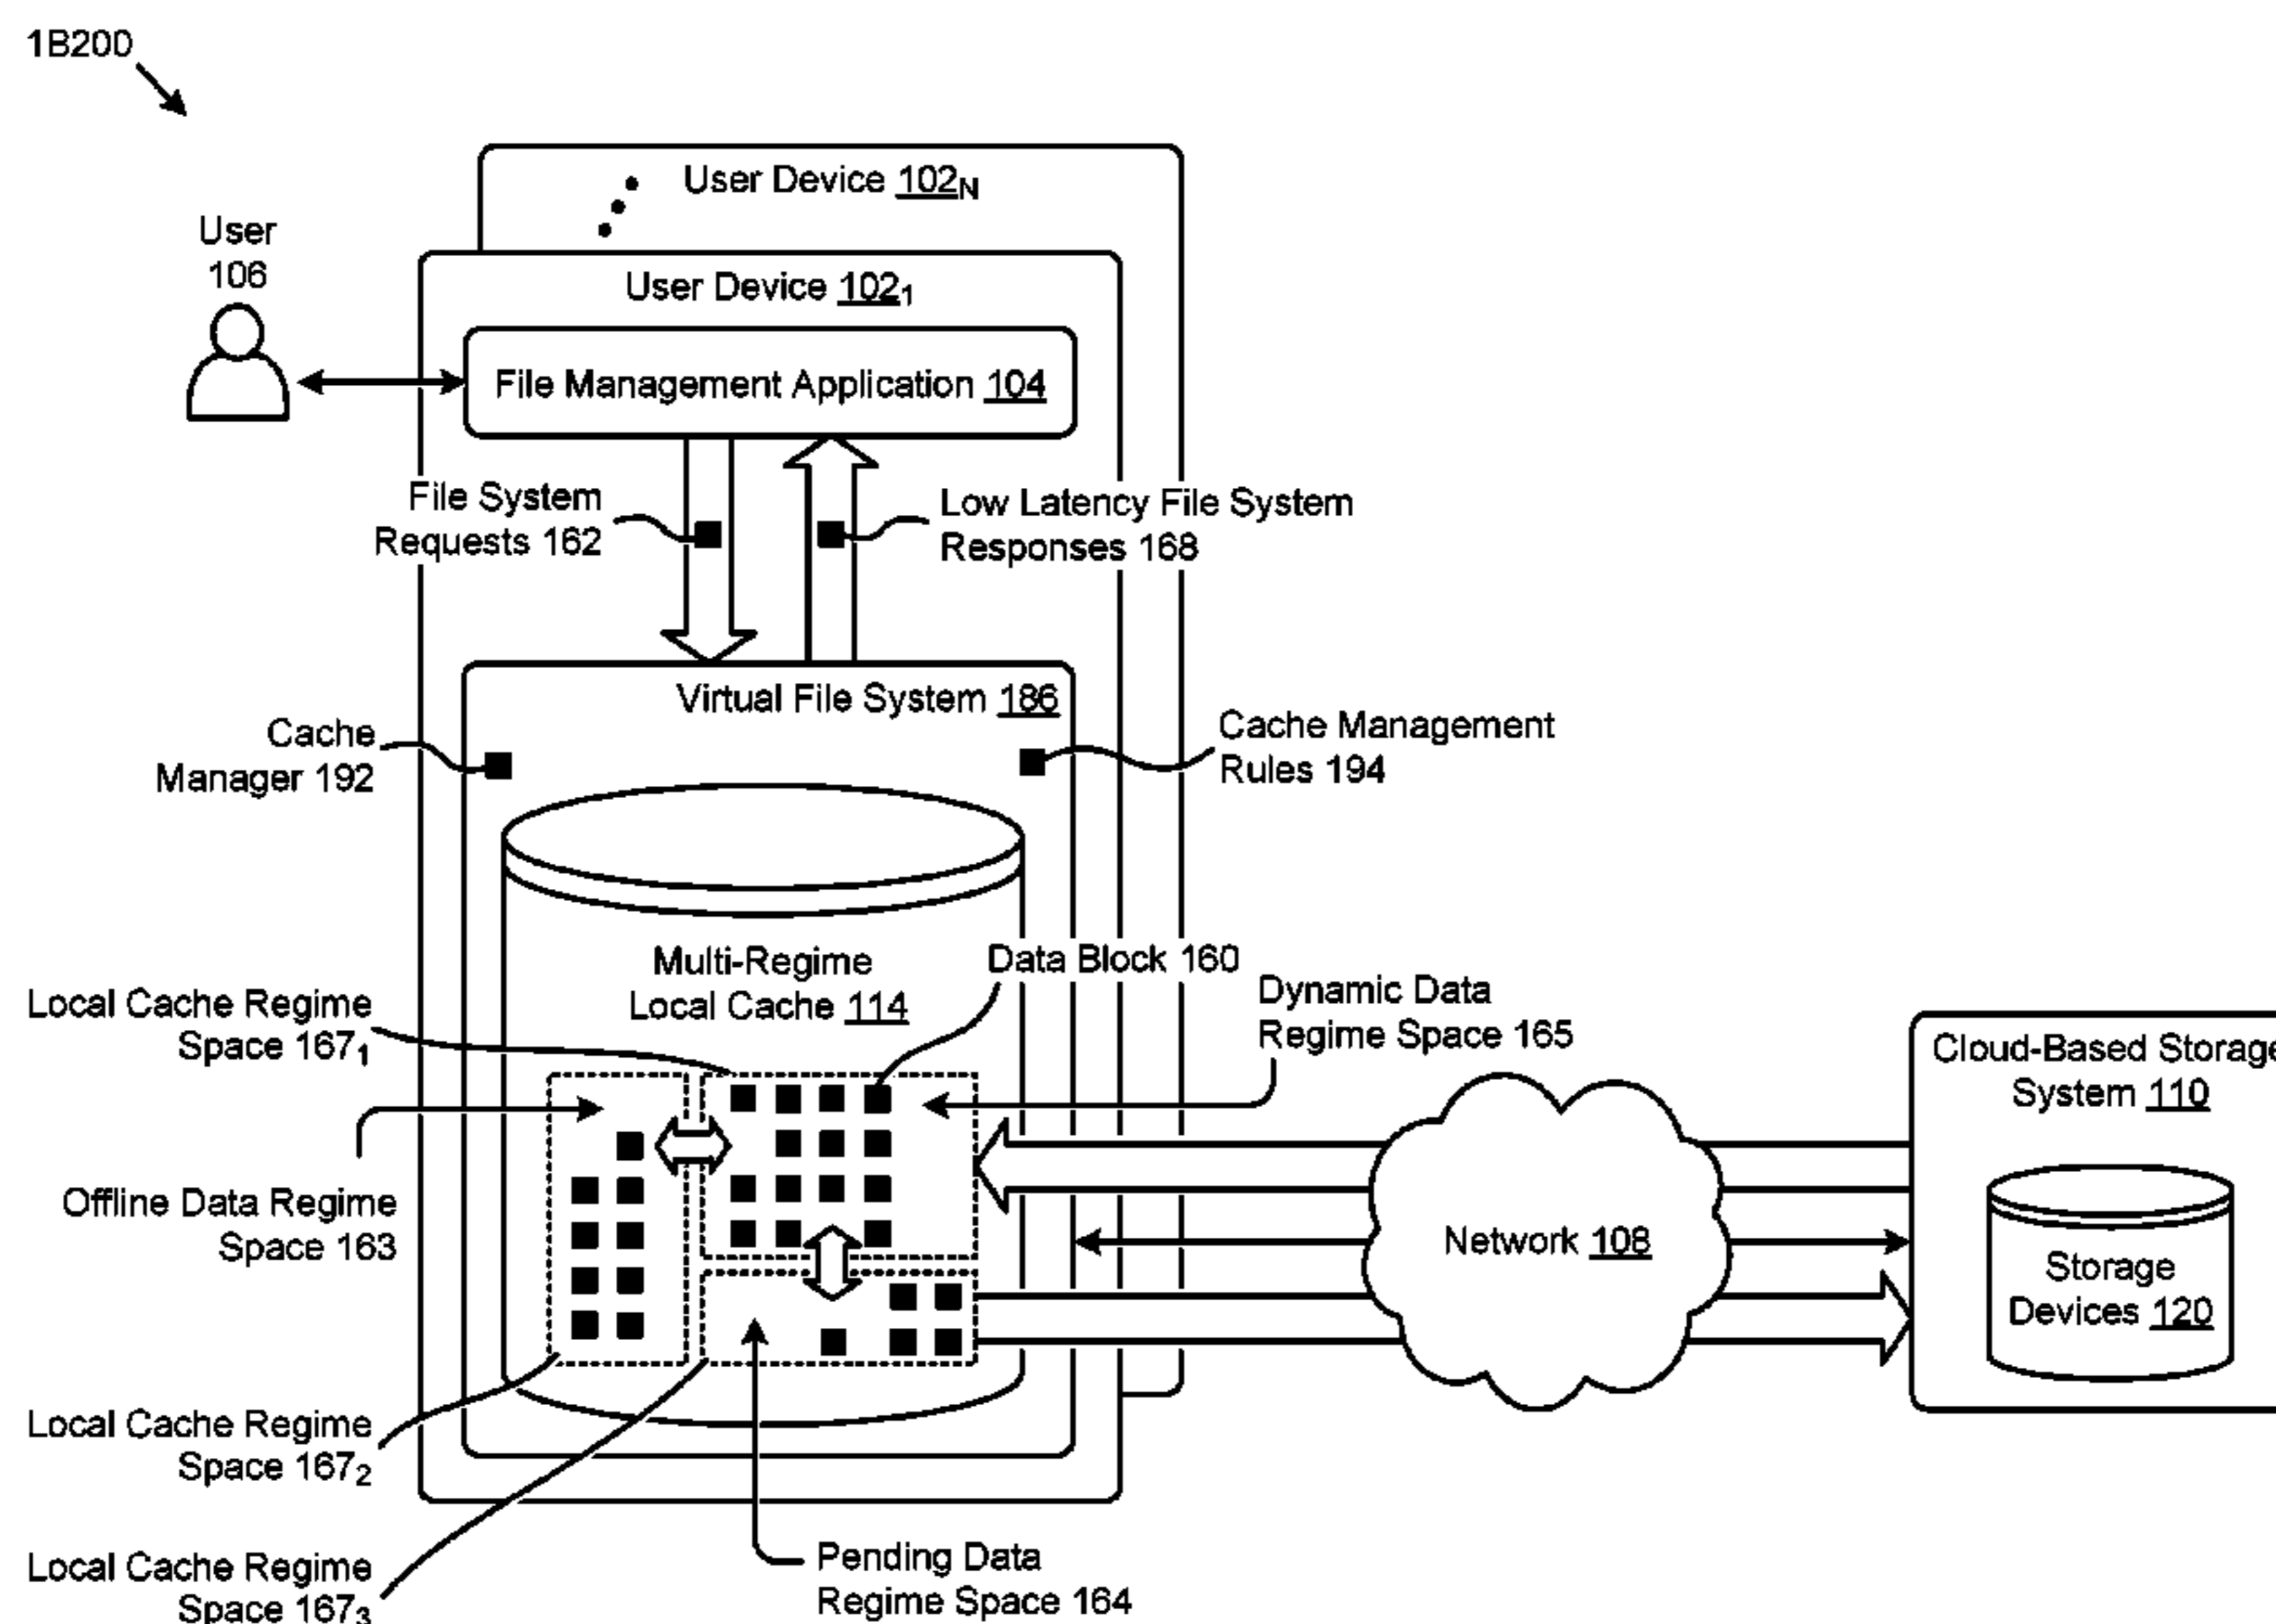 1B200
User Device 102N
User
106
User Device 1021
File Management Application 104
File System
Requests 162
Low Latency File System
Responses 168
Virtual File System 186
Cache
Manager 192
Cache Management
Rules 194
Multi-Regime
Local Cache 114
Data Block 160
Local Cache Regime
Space 1671
Dynamic Data
Regime Space 165
Cloud-Based Storage
System 110
Offline Data Regime
Space 163
Network 108
Storage
Devices 120
Local Cache Regime
Space 1672
Local Cache Regime
Space 1673
Pending Data
Regime Space 164